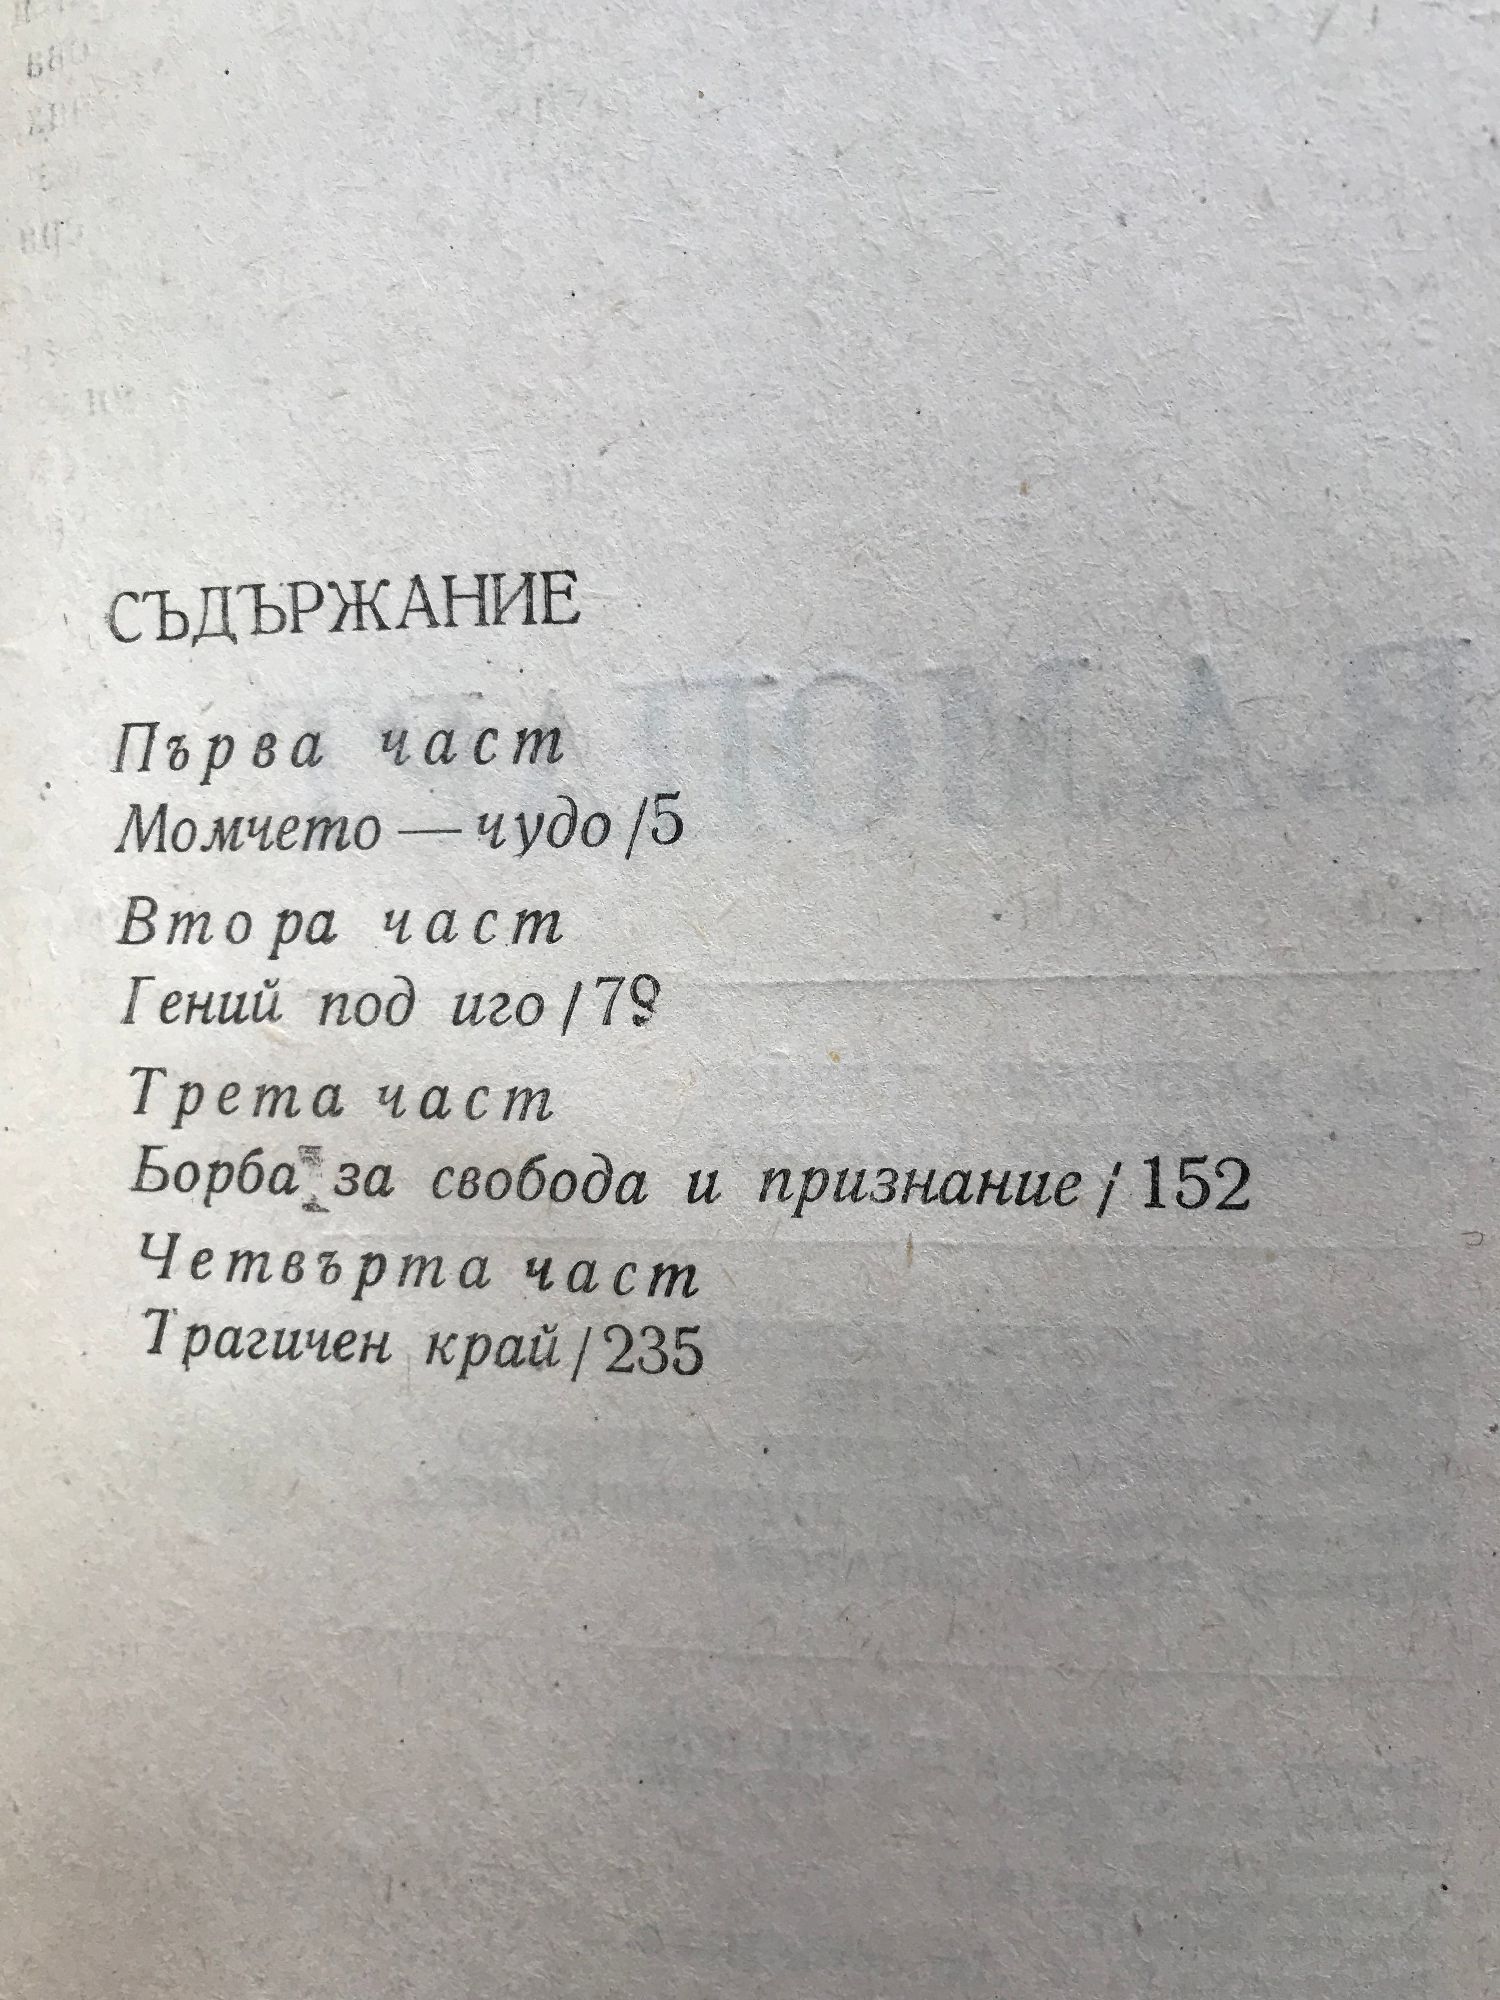 СЪДЪРЖАНИЕ
Първа част
Момчето — чудо /5
Втора част
Гений под иго / 79
Трета част
Борба за свобода и признание / 152
Четвърта част
Трагичен край / 235